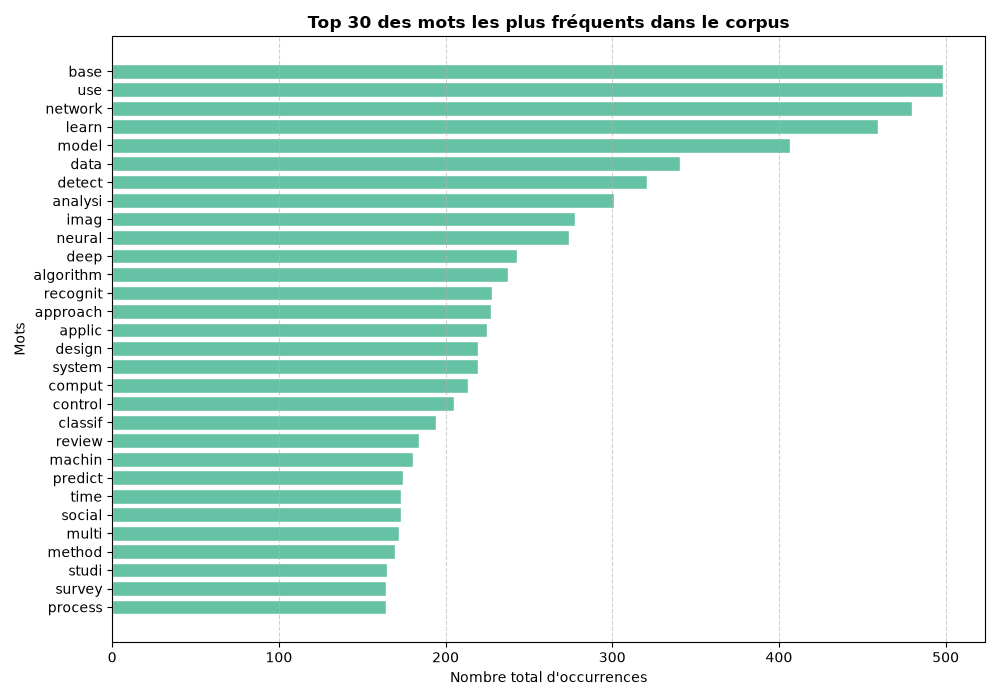 Top 30 des mots les plus fréquents dans le corpus
Mots
base
use
network
learn
model
data
detect
analysi
imag
neural
deep
algorithm
recognit
approach
applic
design
system
comput
control
classif
review
machin
predict
time
social
multi
method
studi
survey
process
0 100 200 300 400 500
Nombre total d'occurrences